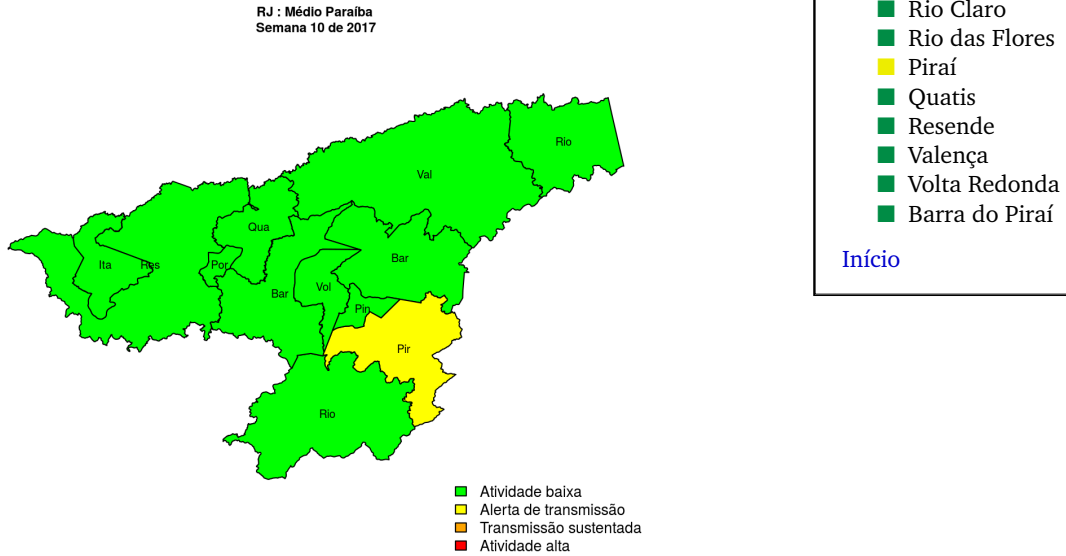 RJ : Médio Paraíba
Semana 10 de 2017
Rio
Val
Qua
Ita
Res
Por
Bar
Bar
Vol
Pin
Pir
Rio
Atividade baixa
Alerta de transmissão
Transmissão sustentada
Atividade alta
Rio Claro
Rio das Flores
Piraí
Quatis
Resende
Valença
Volta Redonda
Barra do Piraí
Início